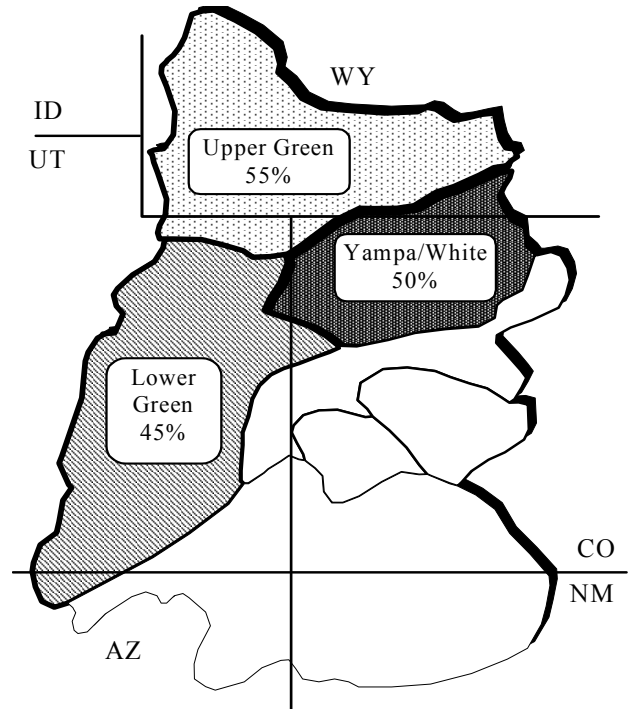 WY
ID
UT
Upper Green
55%
Yampa/White
50%
Lower
Green
45%
CO
NM
AZ